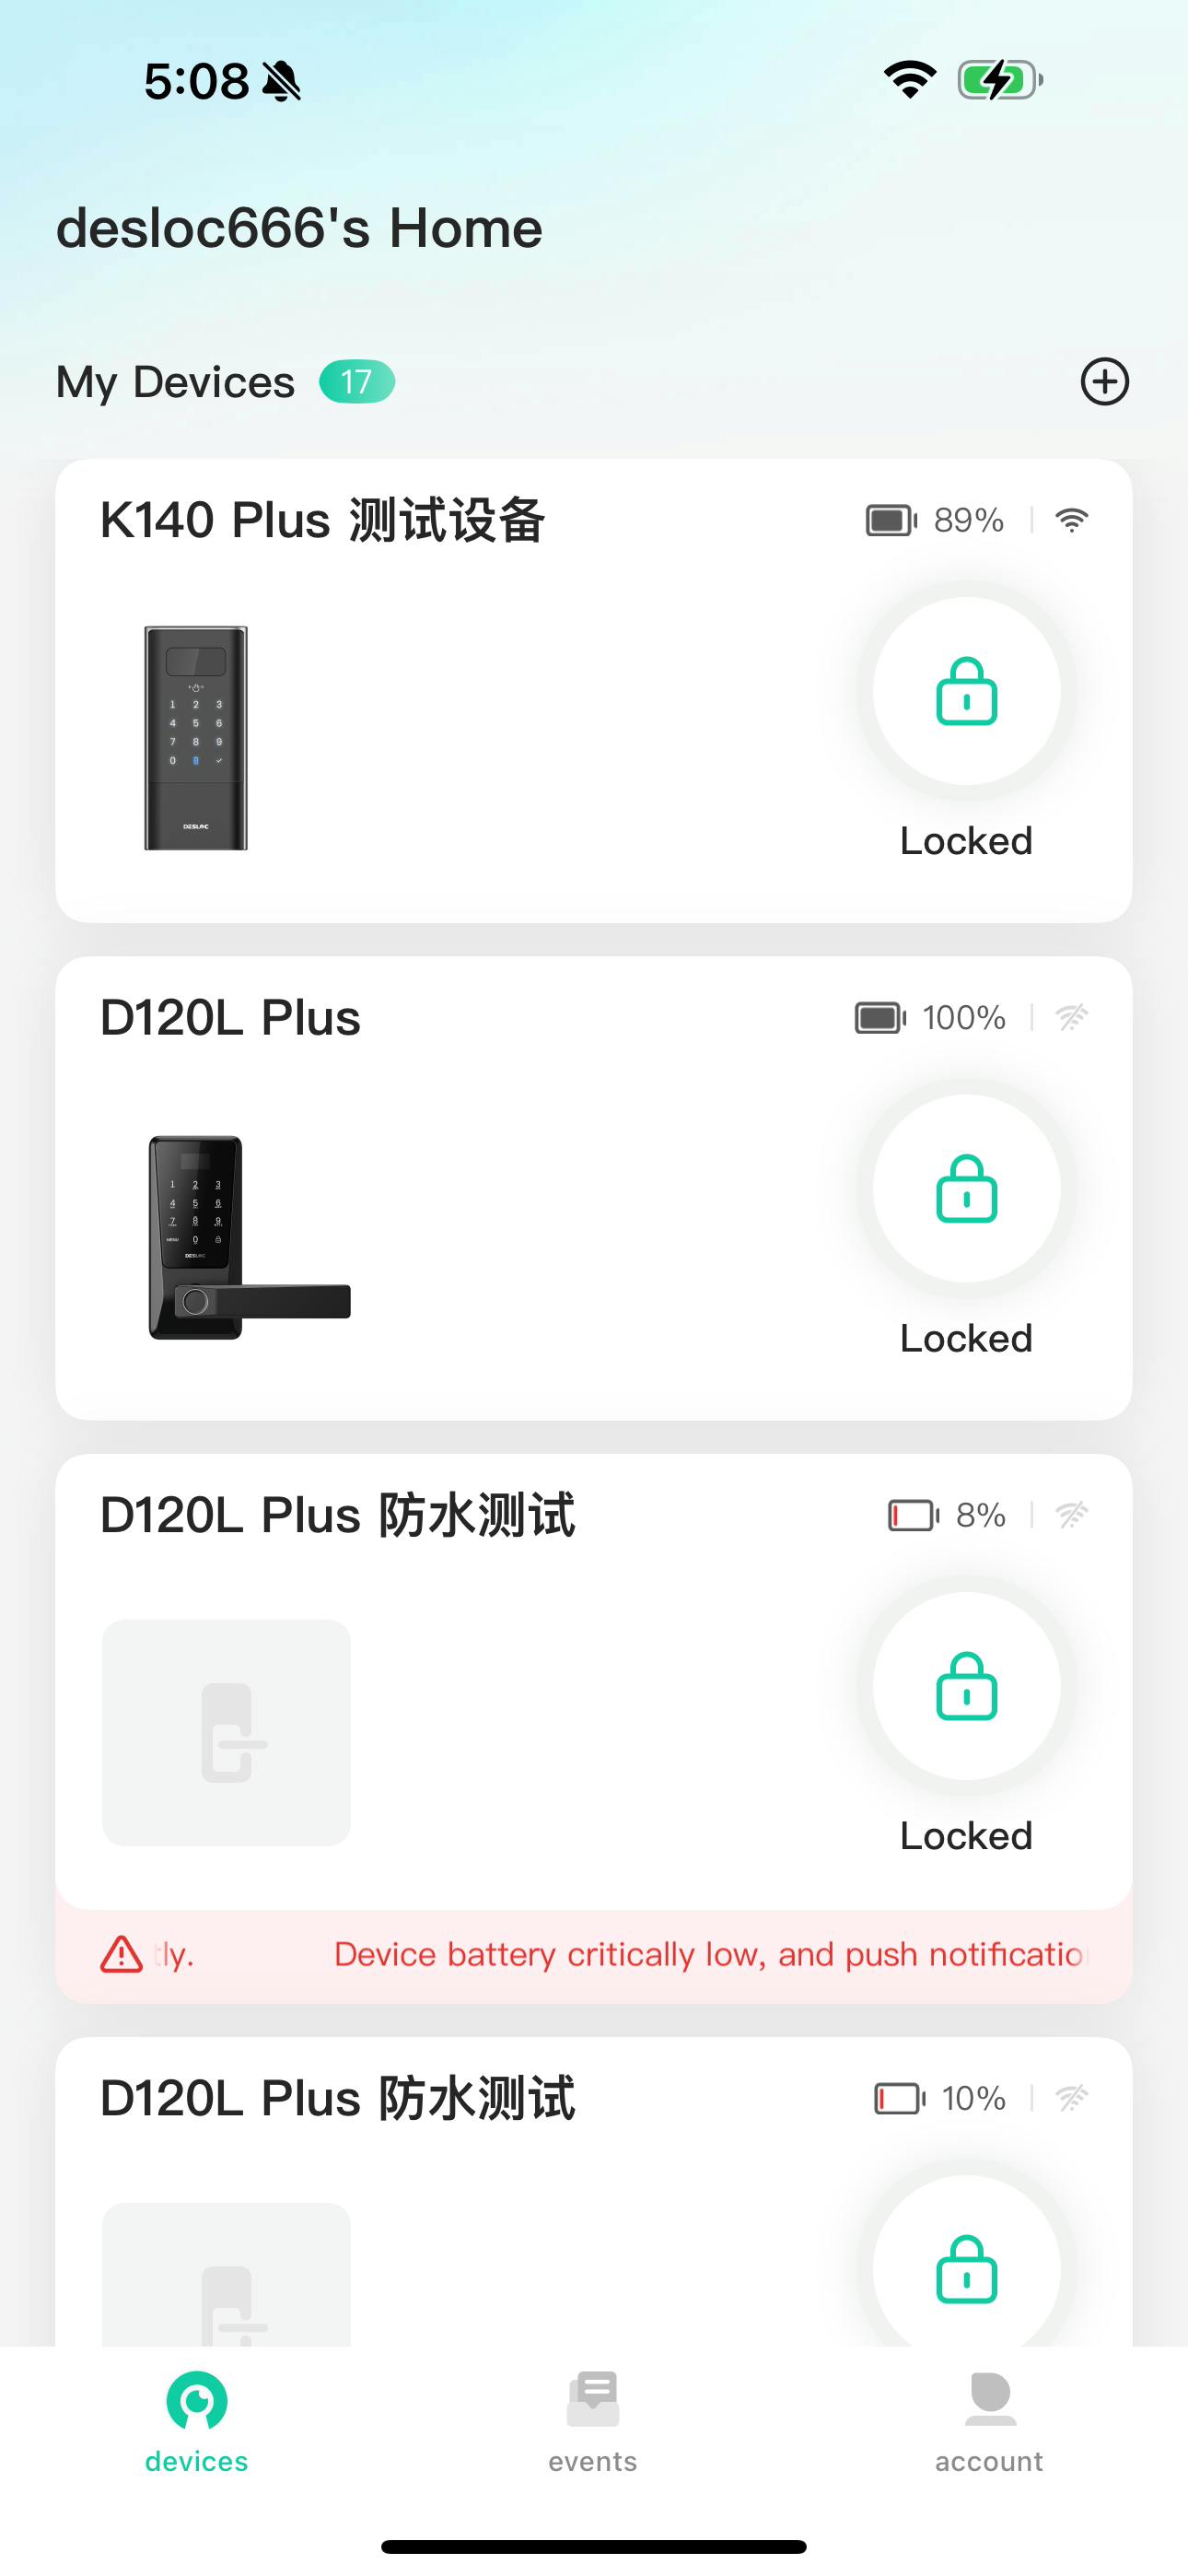 5:08
desloc666's Home
My Devices 17
K140 Plus 测试设备 89%
1 2 3
4 5 6
7 8 9
0
DESLOC
Locked
D120L Plus 100%
1 2 3
4 5 6
7 8 9
MENU 0
DESLOC
Locked
D120L Plus 防水测试 8%
Locked
tly. Device battery critically low, and push notificatio
D120L Plus 防水测试 10%
devices events account